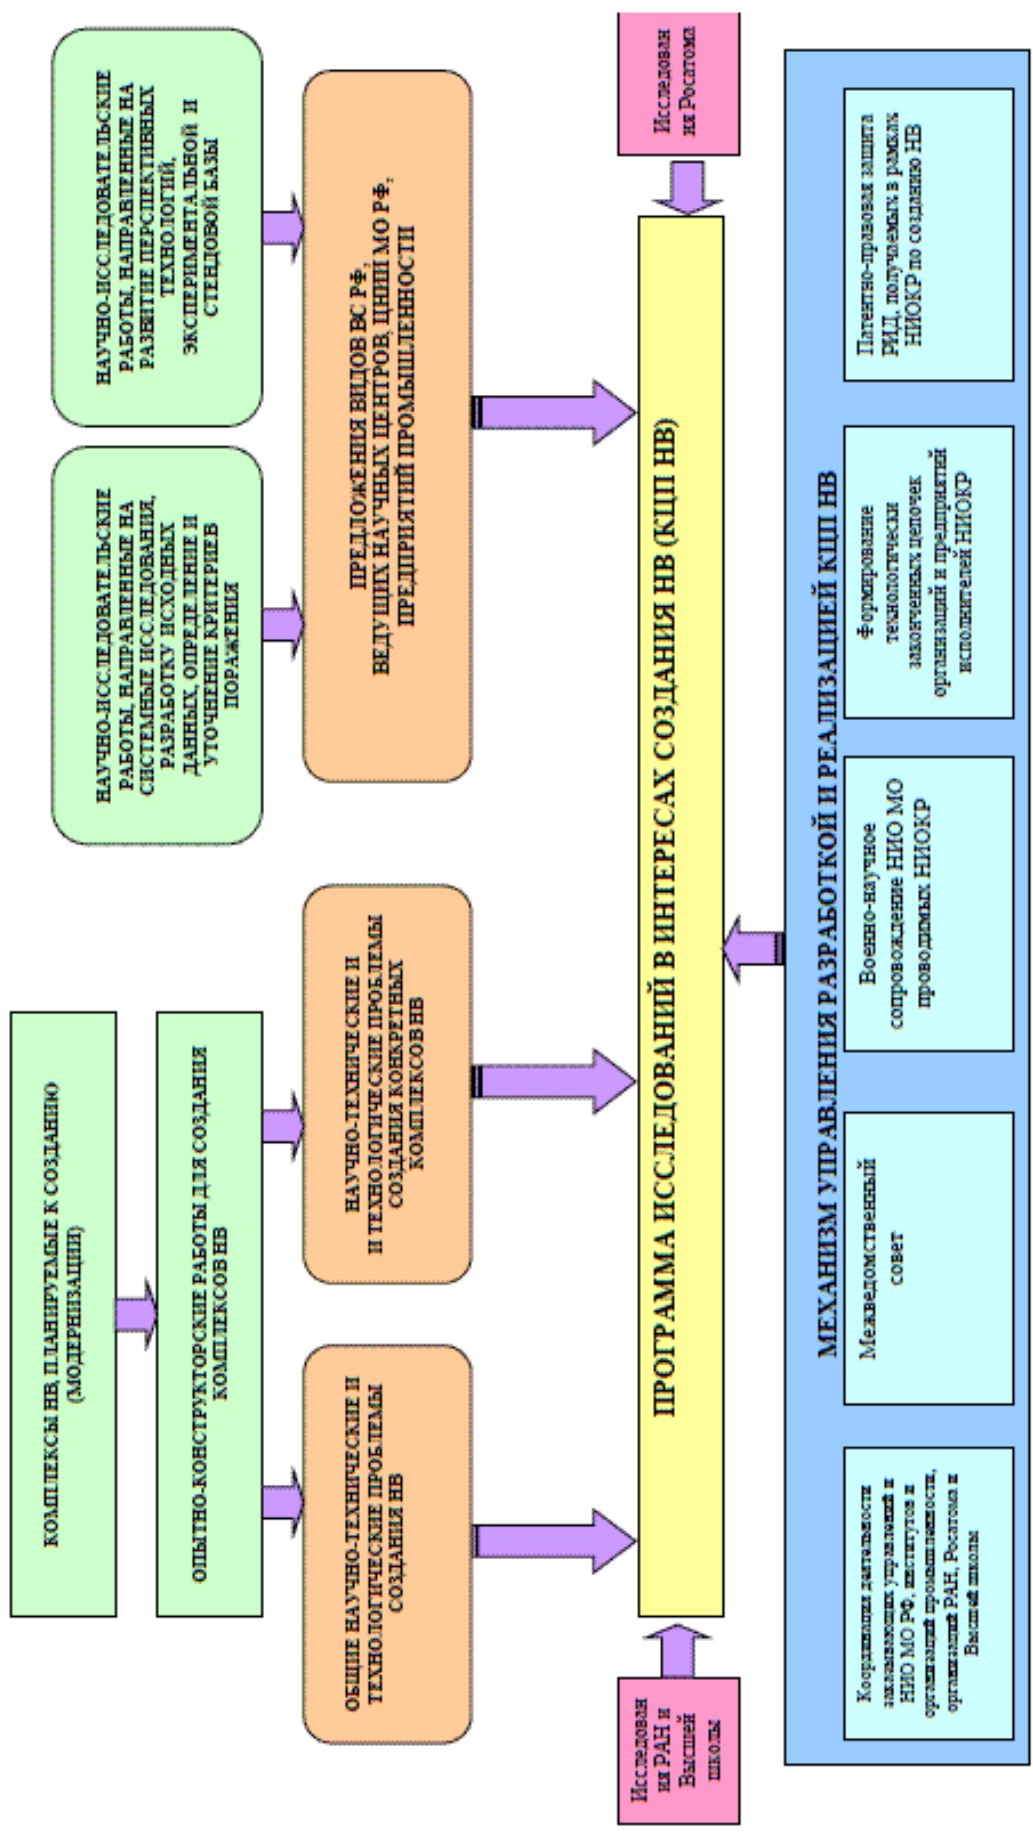 КОМПЛЕКСЫ НВ, ПЛАНИРУЕМЫЕ К СОЗДАНИЮ
(МОДЕРНИЗАЦИИ)
ОПЫТНО-КОНСТРУКТОРСКИЕ РАБОТЫ ДЛЯ СОЗДАНИЯ
КОМПЛЕКСОВ НВ
НАУЧНО-ИССЛЕДОВАТЕЛЬСКИЕ
РАБОТЫ, НАПРАВЛЕННЫЕ НА
СИСТЕМНЫЕ ИССЛЕДОВАНИЯ,
РАЗРАБОТКУ ИСХОДНЫХ
ДАННЫХ, ОПРЕДЕЛЕНИЕ И
УТОЧНЕНИЕ КРИТЕРИЕВ
ПОРАЖЕНИЯ
НАУЧНО-ИССЛЕДОВАТЕЛЬСКИЕ
РАБОТЫ, НАПРАВЛЕННЫЕ НА
РАЗВИТИЕ ПЕРСПЕКТИВНЫХ
ТЕХНОЛОГИЙ,
ЭКСПЕРИМЕНТАЛЬНОЙ И
СТЕНДОВОЙ БАЗЫ
ОБЩИЕ НАУЧНО-ТЕХНИЧЕСКИЕ И
ТЕХНОЛОГИЧЕСКИЕ ПРОБЛЕМЫ
СОЗДАНИЯ НВ
НАУЧНО-ТЕХНИЧЕСКИЕ И
И ТЕХНОЛОГИЧЕСКИЕ ПРОБЛЕМЫ
СОЗДАНИЯ КОНКРЕТНЫХ
КОМПЛЕКСОВ НВ
ПРЕДЛОЖЕНИЯ ВИДОВ ВС РФ,
ВЕДУЩИХ НАУЧНЫХ ЦЕНТРОВ, ЦНИИ МО РФ,
ПРЕДПРИЯТИЙ ПРОМЫШЛЕННОСТИ
Исследован
ия РАН и
Высшей
школы
ПРОГРАММА ИССЛЕДОВАНИЙ В ИНТЕРЕСАХ СОЗДАНИЯ НВ (КЦП НВ)
Исследован
ия Росатома
МЕХАНИЗМ УПРАВЛЕНИЯ РАЗРАБОТКОЙ И РЕАЛИЗАЦИЕЙ КЦП НВ
Координация деятельности
заказывающих управлений и
НИО МО РФ, институтов и
организаций промышленности,
организаций РАН, Росатома и
Высшей школы
Межведомственный
совет
Военно-научное
сопровождение НИО МО
проводимых НИОКР
Формирование
технологически
законченных цепочек
организаций и предприятий
исполнителей НИОКР
Патентно-правовая защита
РИД, получаемых в рамках
НИОКР по созданию НВ